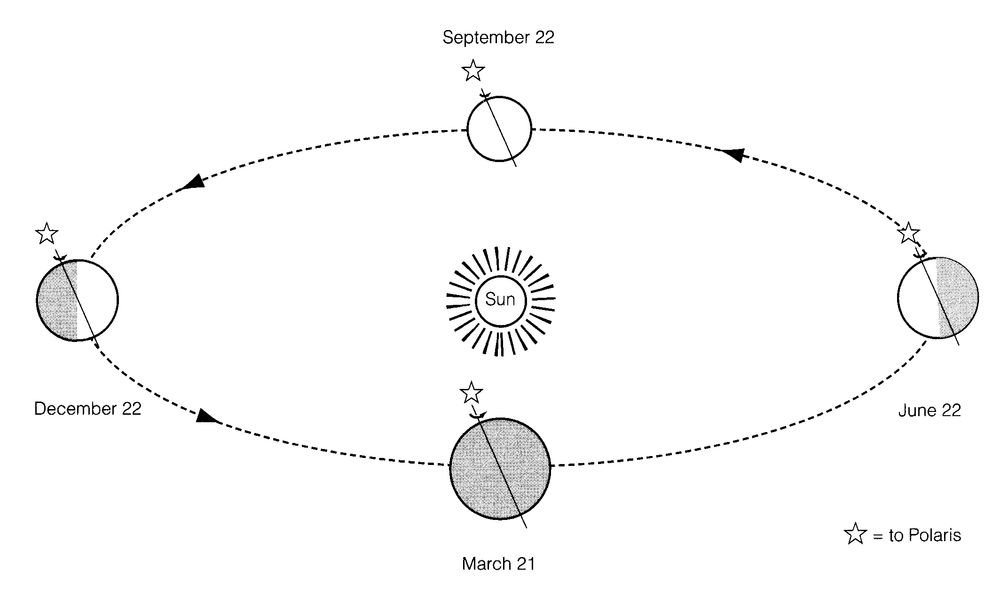 September 22
Sun
December 22
June 22
= to Polaris
March 21